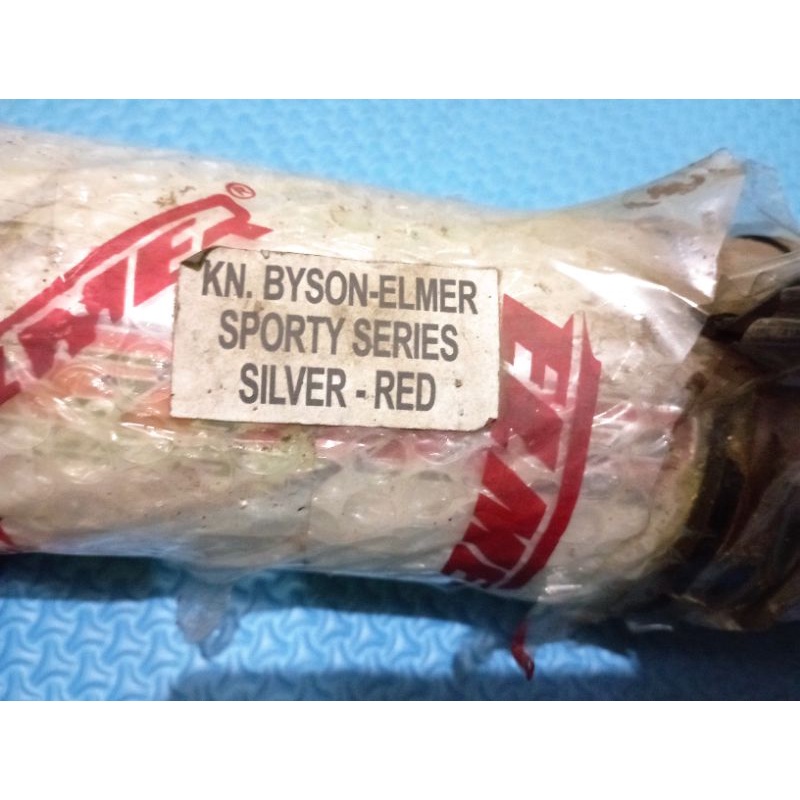 KN. BYSON-ELMER
SPORTY SERIES
SILVER - RED